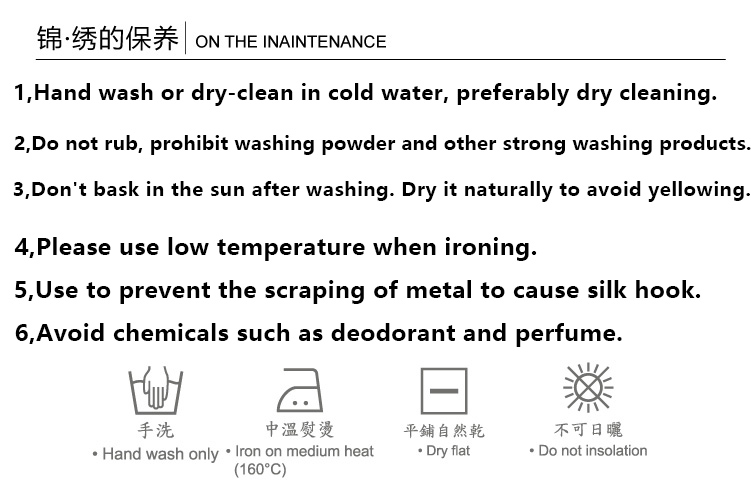 锦·绣的保养 ON THE INAINTENANCE
1,Hand wash or dry-clean in cold water, preferably dry cleaning.
2,Do not rub, prohibit washing powder and other strong washing products.
3,Don't bask in the sun after washing. Dry it naturally to avoid yellowing.
4,Please use low temperature when ironing.
5,Use to prevent the scraping of metal to cause silk hook.
6,Avoid chemicals such as deodorant and perfume.
手洗
• Hand wash only
中溫熨燙
• Iron on medium heat
(160°C)
平鋪自然乾
• Dry flat
不可日曬
• Do not insolation